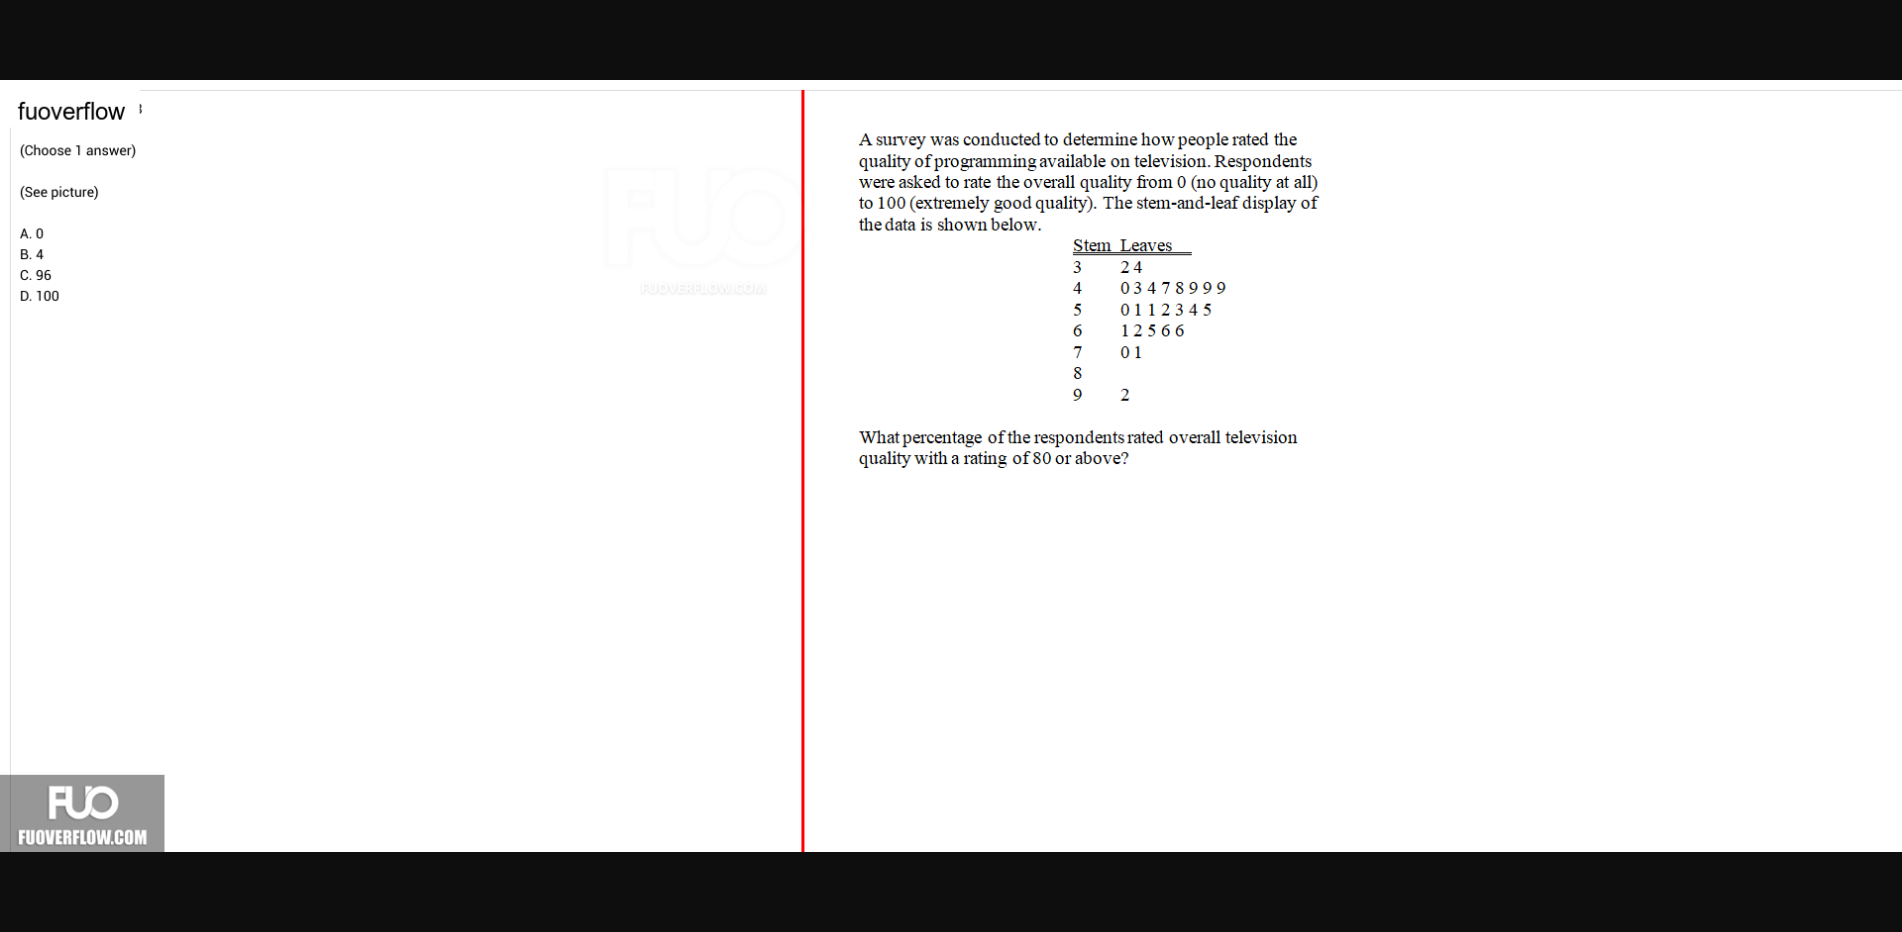 fuoverflow
(Choose 1 answer)
(See picture)
A. 0
B. 4
C. 96
D. 100
FUO
FUOVERFLOW.COM
A survey was conducted to determine how people rated the
quality of programming available on television. Respondents
were asked to rate the overall quality from 0 (no quality at all)
to 100 (extremely good quality). The stem-and-leaf display of
the data is shown below.
Stem Leaves
3 2 4
4 0 3 4 7 8 9 9 9
5 0 1 1 2 3 4 5
6 1 2 5 6 6
7 0 1
8
9 2
What percentage of the respondents rated overall television
quality with a rating of 80 or above?
FUO
FUOVERFLOW.COM